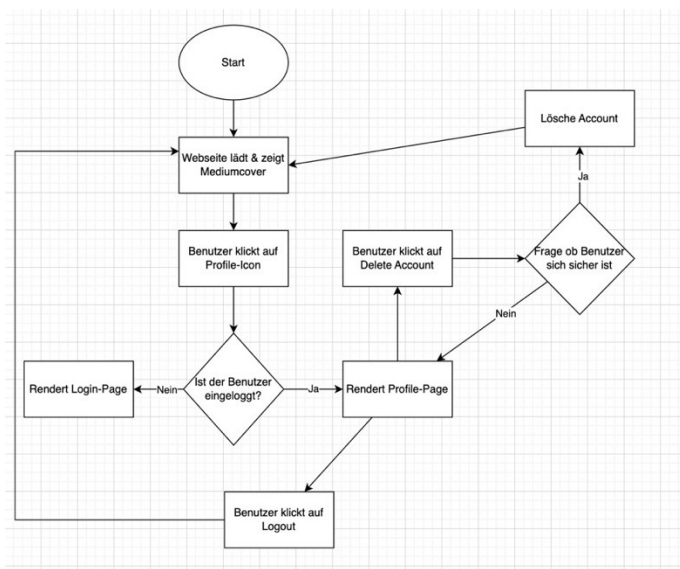 Start
Lösche Account
Webseite lädt & zeigt
Mediumcover
Ja
Benutzer klickt auf
Profile-Icon
Benutzer klickt auf
Delete Account
Frage ob Benutzer
sich sicher ist
Nein
Ist der Benutzer
eingeloggt?
Rendert Login-Page
Nein
Ja
Rendert Profile-Page
Benutzer klickt auf
Logout